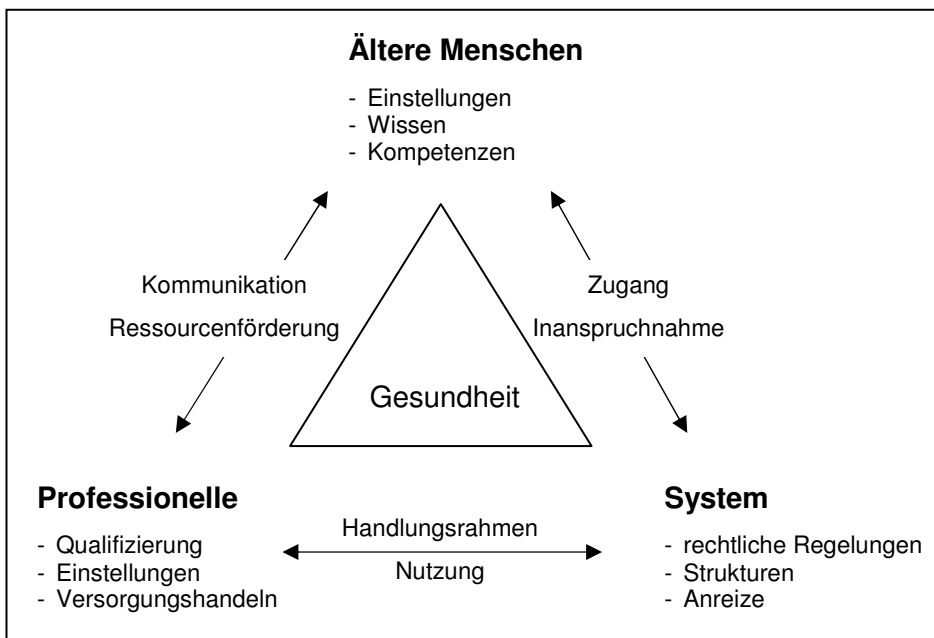 Ältere Menschen
- Einstellungen
- Wissen
- Kompetenzen
Kommunikation
Ressourcenförderung
Zugang
Inanspruchnahme
Gesundheit
Professionelle
- Qualifizierung
- Einstellungen
- Versorgungshandeln
Handlungsrahmen
Nutzung
System
- rechtliche Regelungen
- Strukturen
- Anreize